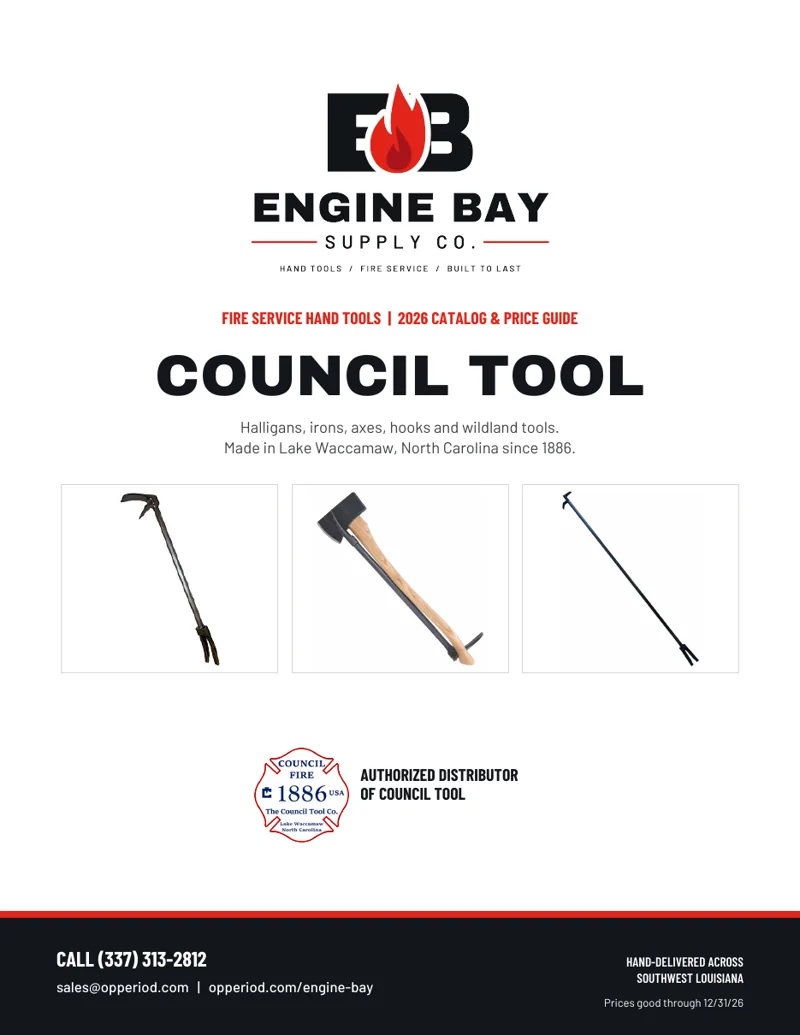 EB
ENGINE BAY
SUPPLY CO.
HAND TOOLS / FIRE SERVICE / BUILT TO LAST
FIRE SERVICE HAND TOOLS | 2026 CATALOG & PRICE GUIDE
COUNCIL TOOL
Halligans, irons, axes, hooks and wildland tools.
Made in Lake Waccamaw, North Carolina since 1886.
COUNCIL
FIRE
1886 USA
The Council Tool Co.
Lake Waccamaw
North Carolina
AUTHORIZED DISTRIBUTOR
OF COUNCIL TOOL
CALL (337) 313-2812
sales@opperiod.com | opperiod.com/engine-bay
HAND-DELIVERED ACROSS
SOUTHWEST LOUISIANA
Prices good through 12/31/26